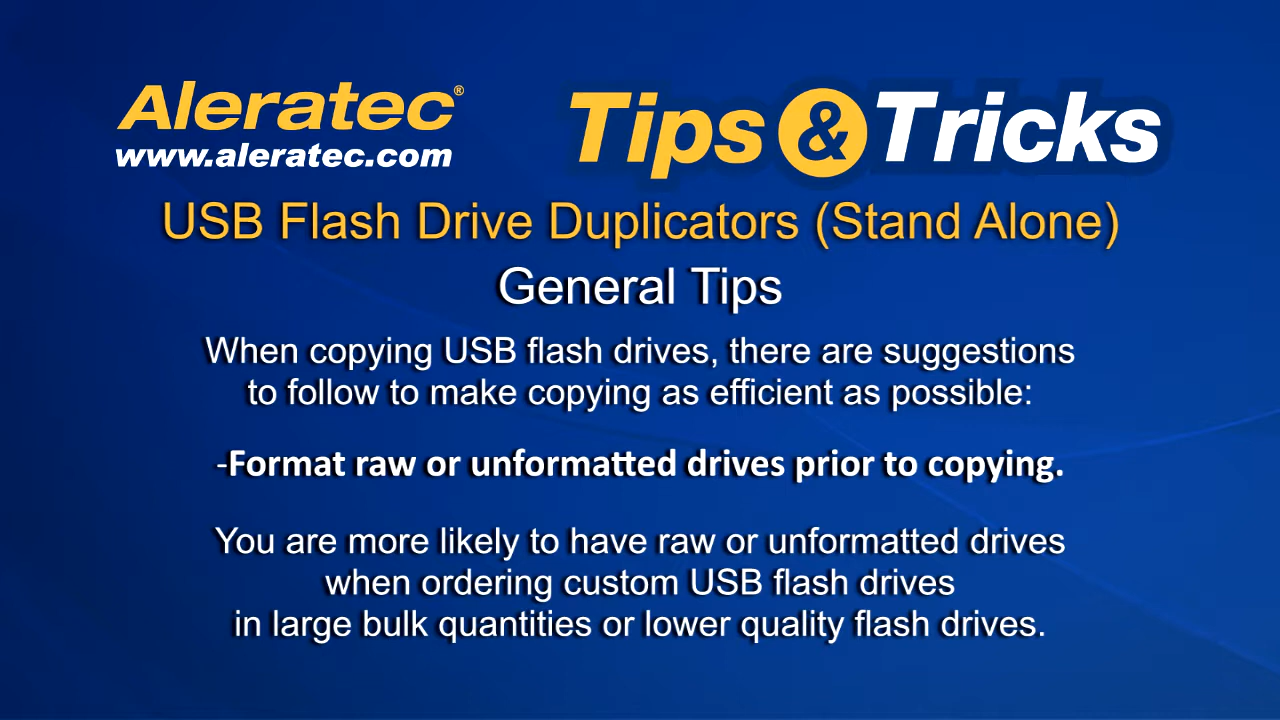 Aleratec®
www.aleratec.com
Tips & Tricks
USB Flash Drive Duplicators (Stand Alone)
General Tips
When copying USB flash drives, there are suggestions
to follow to make copying as efficient as possible:
-Format raw or unformatted drives prior to copying.
You are more likely to have raw or unformatted drives
when ordering custom USB flash drives
in large bulk quantities or lower quality flash drives.